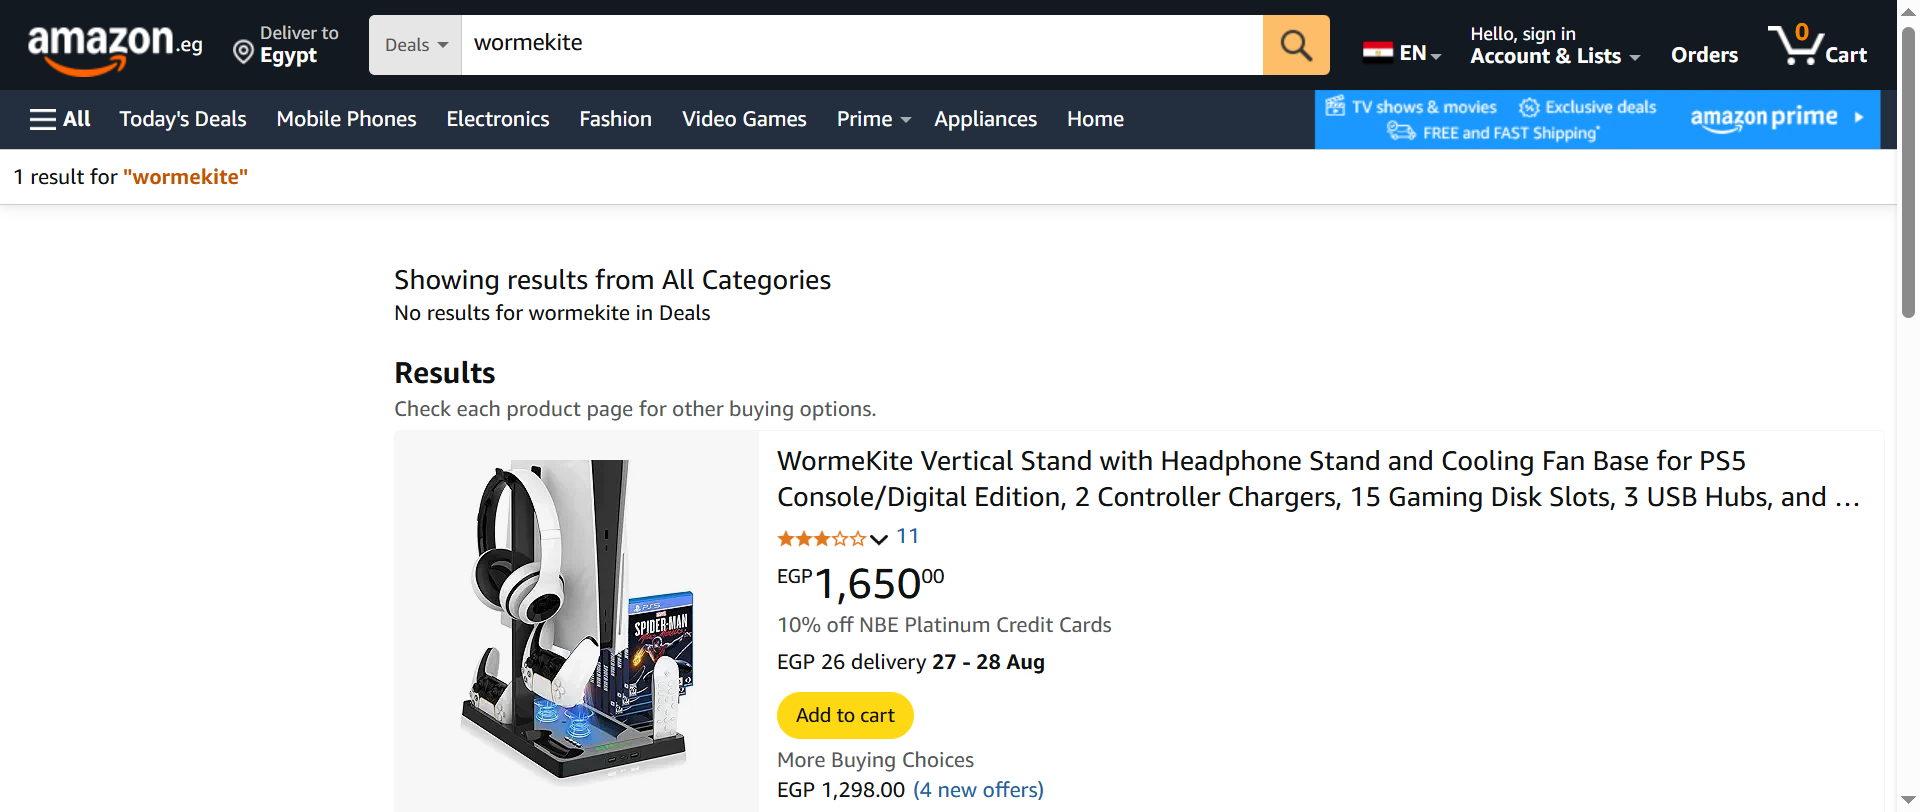 amazon.eg
Deliver to
Egypt
Deals
wormekite
EN
Hello, sign in
Account & Lists
Orders
0
Cart
All
Today's Deals
Mobile Phones
Electronics
Fashion
Video Games
Prime
Appliances
Home
TV shows & movies
Exclusive deals
FREE and FAST Shipping*
amazon prime
1 result for "wormekite"
Showing results from All Categories
No results for wormekite in Deals
Results
Check each product page for other buying options.
WormeKite Vertical Stand with Headphone Stand and Cooling Fan Base for PS5
Console/Digital Edition, 2 Controller Chargers, 15 Gaming Disk Slots, 3 USB Hubs, and …
11
EGP1,65000
10% off NBE Platinum Credit Cards
EGP 26 delivery 27 - 28 Aug
Add to cart
More Buying Choices
EGP 1,298.00 (4 new offers)
PS5
MARVEL
SPIDER-MAN